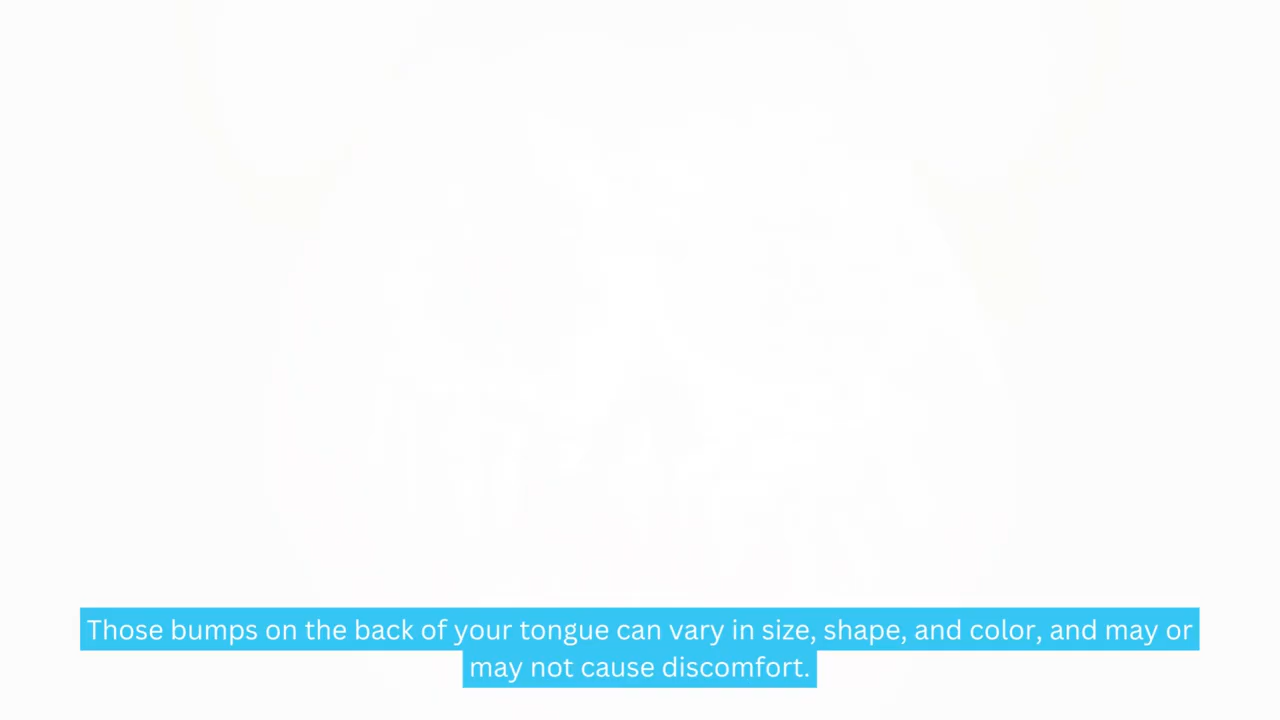 Those bumps on the back of your tongue can vary in size, shape, and color, and may or
may not cause discomfort.